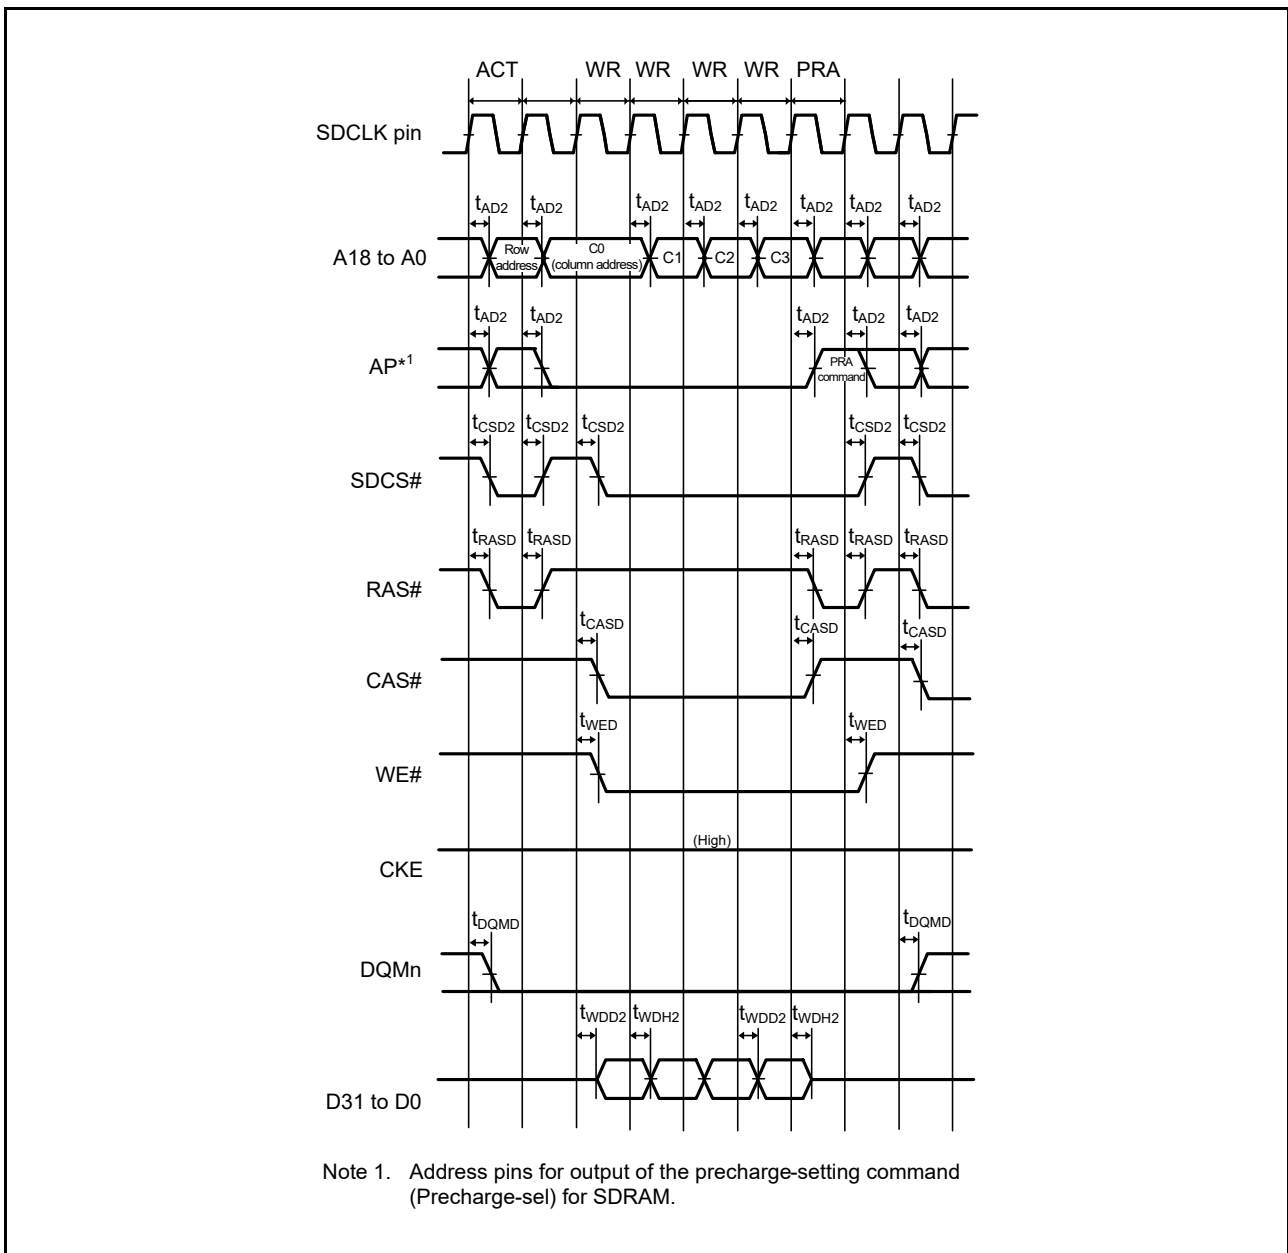 ACT WR WR WR WR PRA
SDCLK pin
tAD2 tAD2 tAD2 tAD2 tAD2 tAD2 tAD2 tAD2
A18 to A0
Row
address
C0
(column address)
C1 C2 C3
tAD2 tAD2 tAD2 tAD2 tAD2
AP*1
PRA
command
tCSD2 tCSD2 tCSD2 tCSD2 tCSD2
SDCS#
tRASD tRASD tRASD tRASD tRASD
RAS#
tCASD tCASD tCASD
CAS#
tWED tWED
WE#
(High)
CKE
tDQMD tDQMD
DQMn
tWDD2 tWDH2 tWDD2 tWDH2
D31 to D0
Note 1. Address pins for output of the precharge-setting command
(Precharge-sel) for SDRAM.